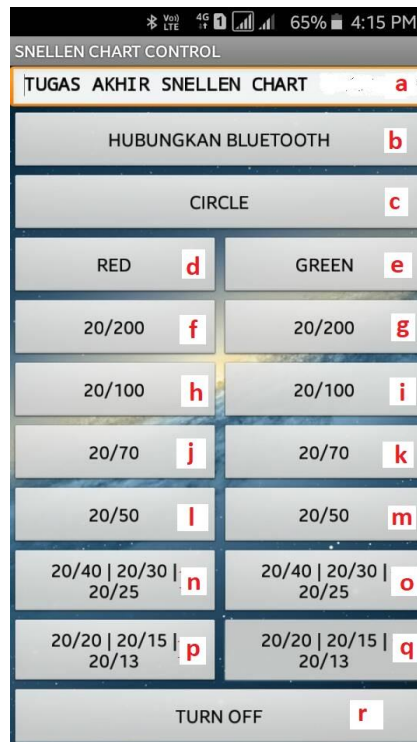 Vo)) LTE 4G 1 65% 4:15 PM
SNELLEN CHART CONTROL
TUGAS AKHIR SNELLEN CHART a
HUBUNGKAN BLUETOOTH b
CIRCLE c
RED d GREEN e
20/200 f 20/200 g
20/100 h 20/100 i
20/70 j 20/70 k
20/50 l 20/50 m
20/40 | 20/30 | n 20/40 | 20/30 | o
20/25 20/25
20/20 | 20/15 | p 20/20 | 20/15 | q
20/13 20/13
TURN OFF r